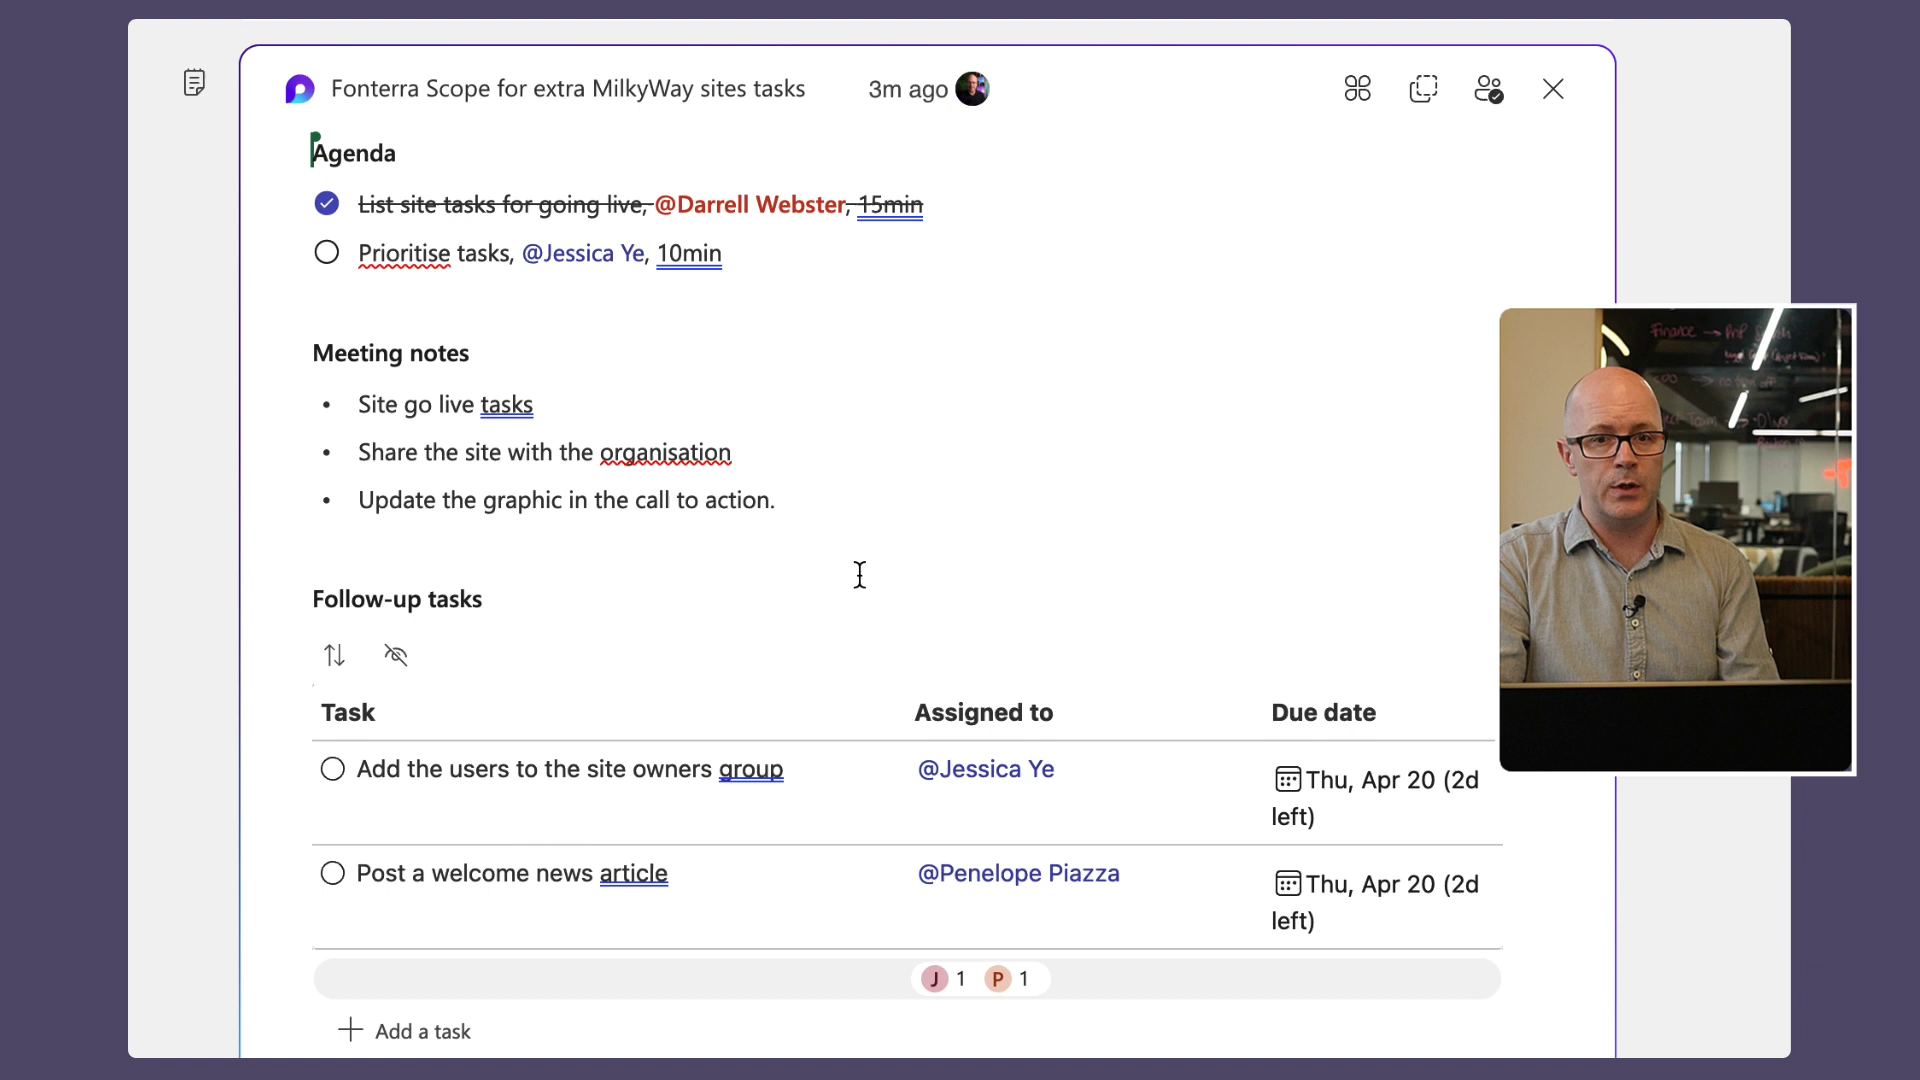 Fonterra Scope for extra MilkyWay sites tasks 3m ago
Agenda
List site tasks for going live, @Darrell Webster, 15min
Prioritise tasks, @Jessica Ye, 10min
Meeting notes
• Site go live tasks
• Share the site with the organisation
• Update the graphic in the call to action.
Follow-up tasks
Task Assigned to Due date
Add the users to the site owners group @Jessica Ye Thu, Apr 20 (2d
left)
Post a welcome news article @Penelope Piazza Thu, Apr 20 (2d
left)
J 1 P 1
Add a task
Finance →